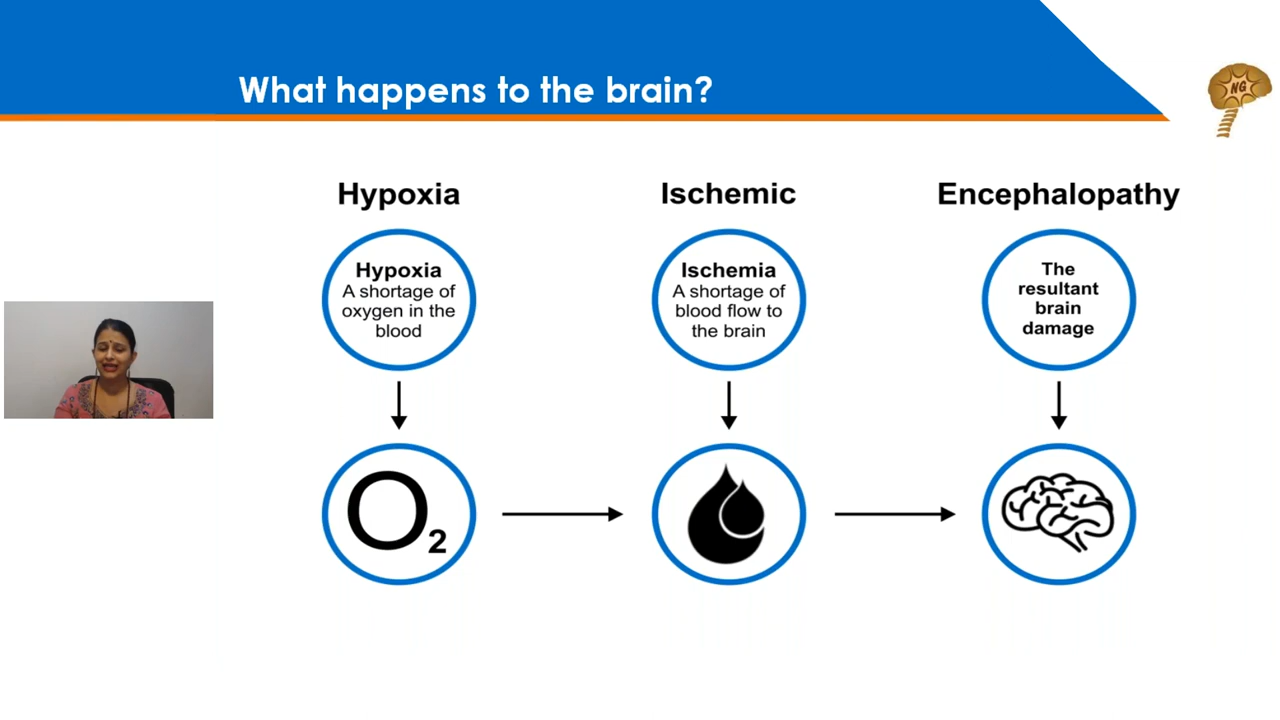 What happens to the brain?
NG
Hypoxia
Ischemic
Encephalopathy
Hypoxia
A shortage of
oxygen in the
blood
Ischemia
A shortage of
blood flow to
the brain
The
resultant
brain
damage
O2